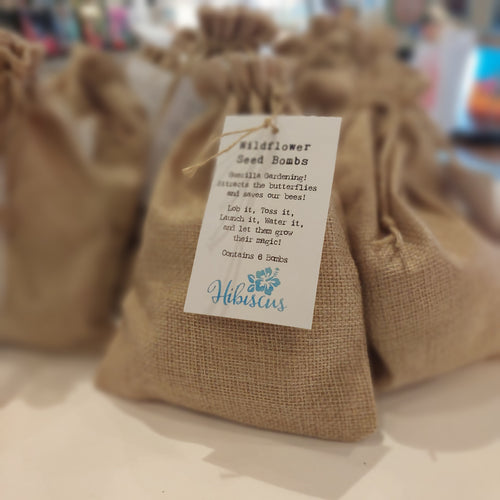 Wildflower
Seed Bombs
Guerilla Gardening!
Attracts the butterflies
and saves our bees!
Lob it, Toss it,
Launch it, Water it,
and let them grow
their magic!
Contains 6 Bombs
Hibiscus